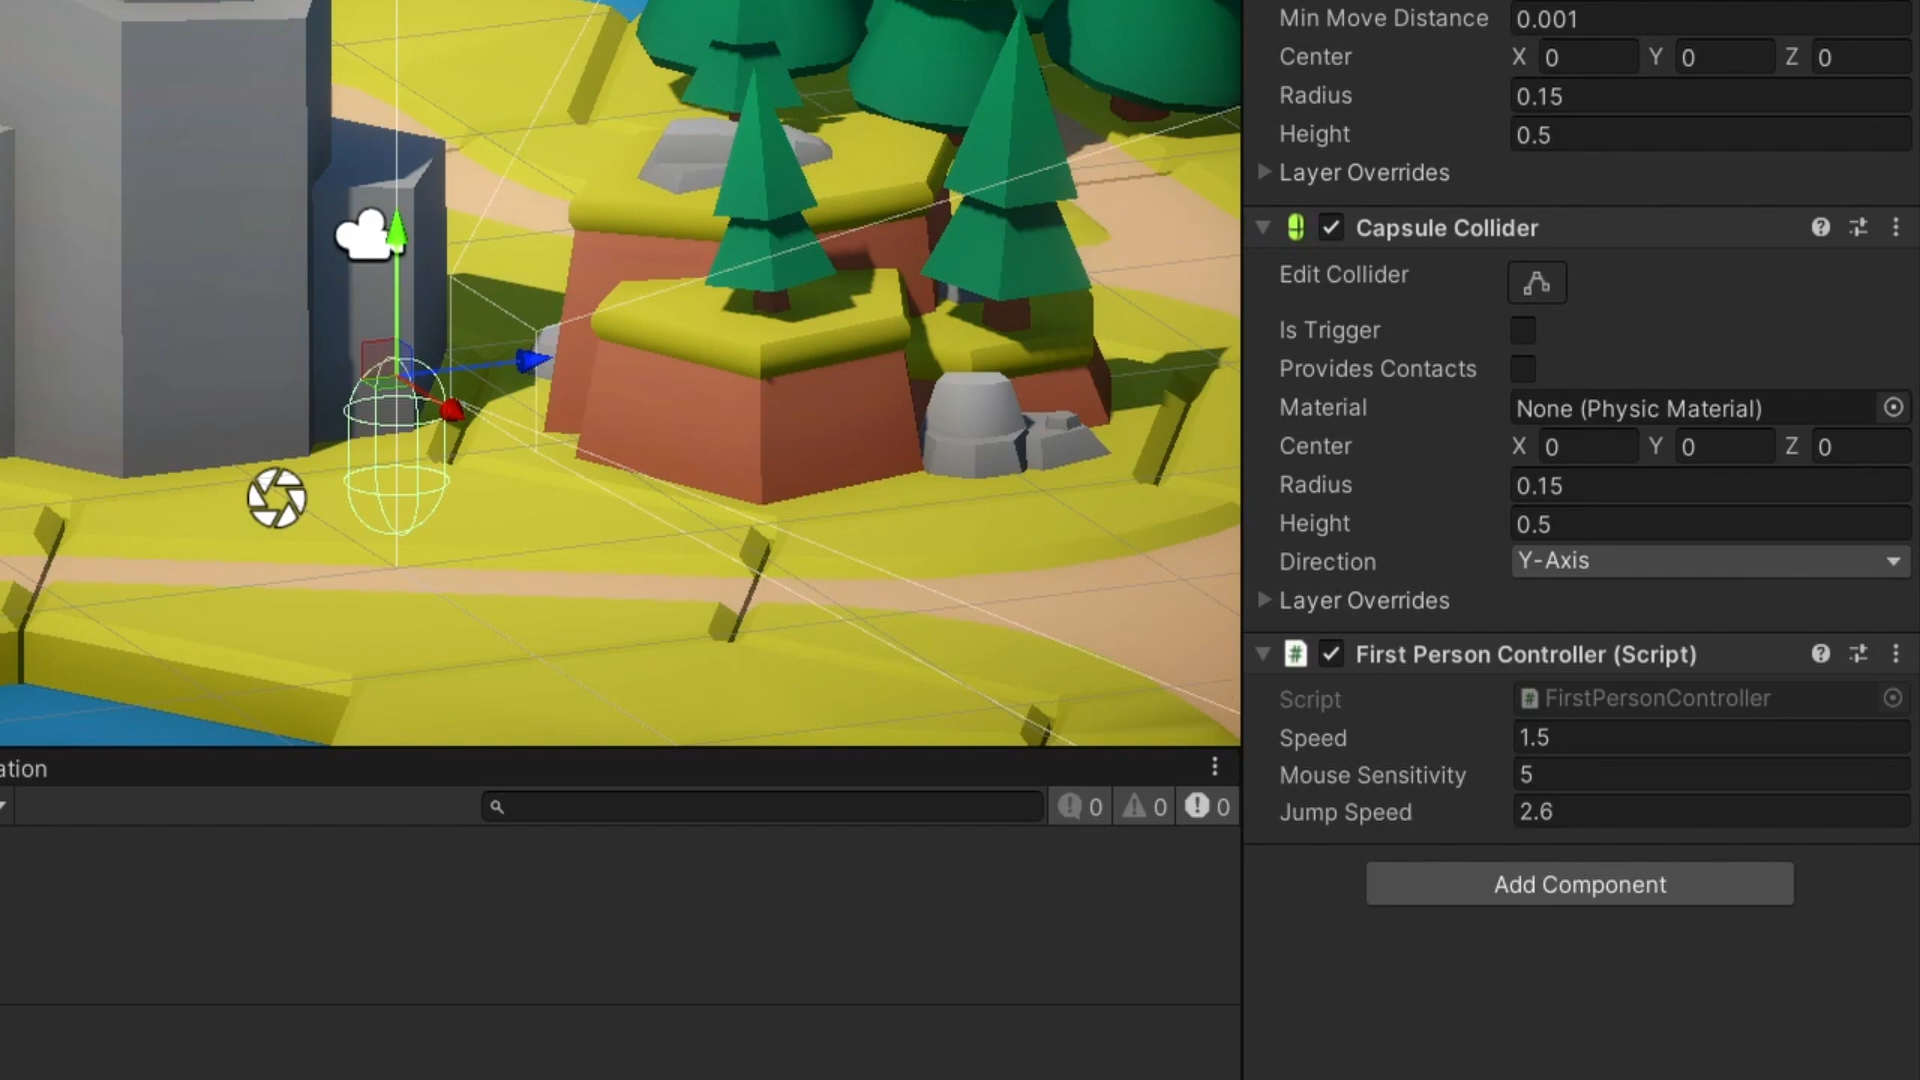 Min Move Distance 0.001
Center X 0 Y 0 Z 0
Radius 0.15
Height 0.5
Layer Overrides
Capsule Collider
Edit Collider
Is Trigger
Provides Contacts
Material None (Physic Material)
Center X 0 Y 0 Z 0
Radius 0.15
Height 0.5
Direction Y-Axis
Layer Overrides
# First Person Controller (Script)
Script # FirstPersonController
Speed 1.5
Mouse Sensitivity 5
Jump Speed 2.6
Add Component
ation
0 0 0